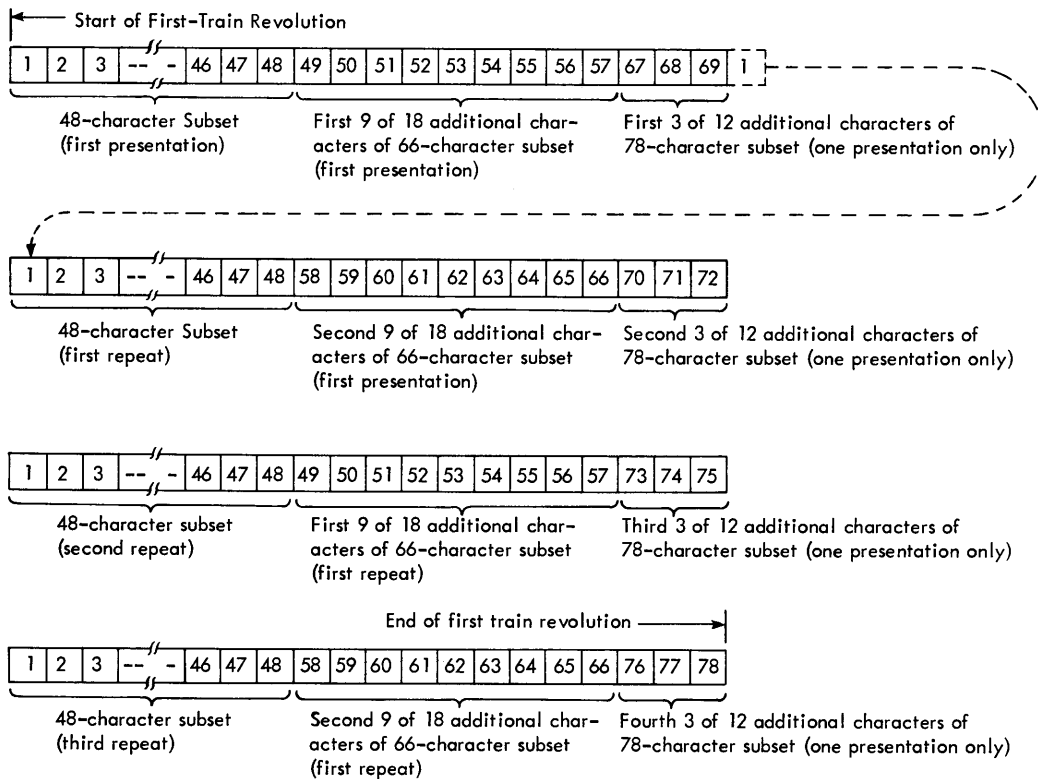 Start of First-Train Revolution
1 2 3 -- - 46 47 48 49 50 51 52 53 54 55 56 57 67 68 69 1
48-character Subset
(first presentation)
First 9 of 18 additional char-
acters of 66-character subset
(first presentation)
First 3 of 12 additional characters of
78-character subset (one presentation only)
1 2 3 -- - 46 47 48 58 59 60 61 62 63 64 65 66 70 71 72
48-character Subset
(first repeat)
Second 9 of 18 additional char-
acters of 66-character subset
(first presentation)
Second 3 of 12 additional characters of
78-character subset (one presentation only)
1 2 3 -- - 46 47 48 49 50 51 52 53 54 55 56 57 73 74 75
48-character subset
(second repeat)
First 9 of 18 additional char-
acters of 66-character subset
(first repeat)
Third 3 of 12 additional characters of
78-character subset (one presentation only)
End of first train revolution
1 2 3 -- - 46 47 48 58 59 60 61 62 63 64 65 66 76 77 78
48-character subset
(third repeat)
Second 9 of 18 additional char-
acters of 66-character subset
(first repeat)
Fourth 3 of 12 additional characters of
78-character subset (one presentation only)